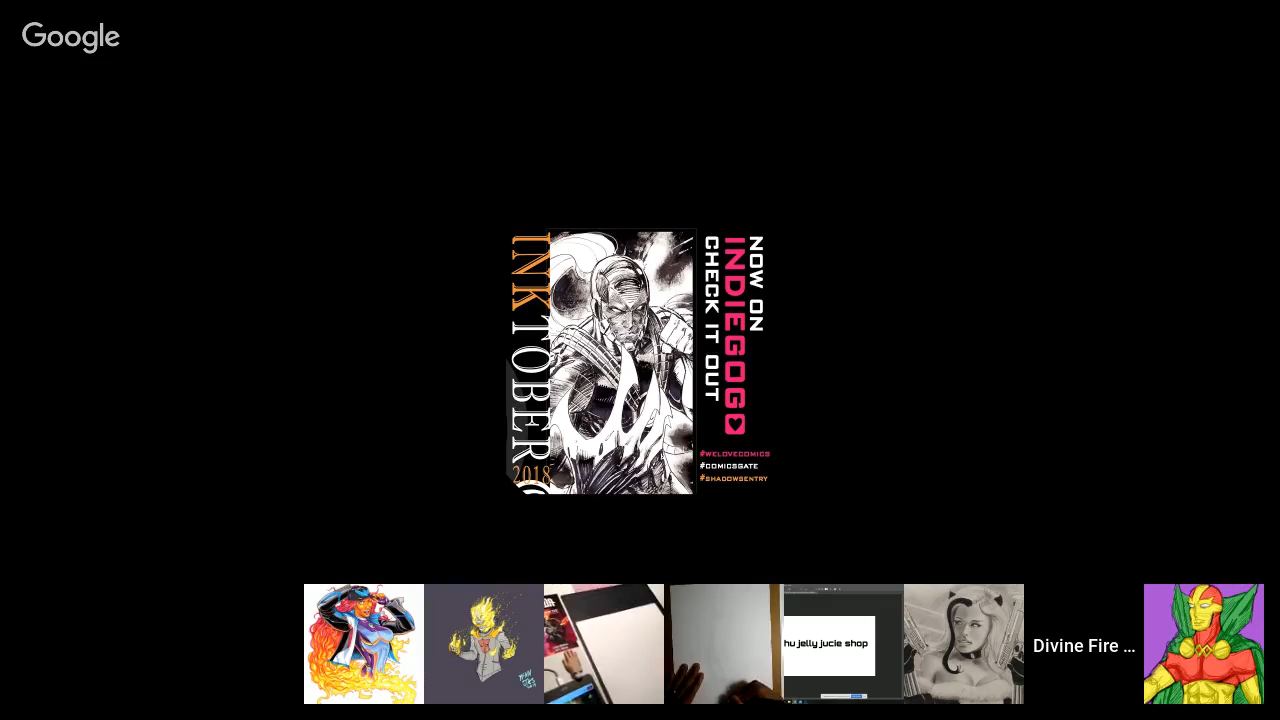 Google
INKTOBER
2018
NOW ON
INDIEGOGO
CHECK IT OUT
#WELOVECOMICS
#COMICSGATE
#SHADOWSENTRY
hu jelly jucie shop
Divine Fire ...